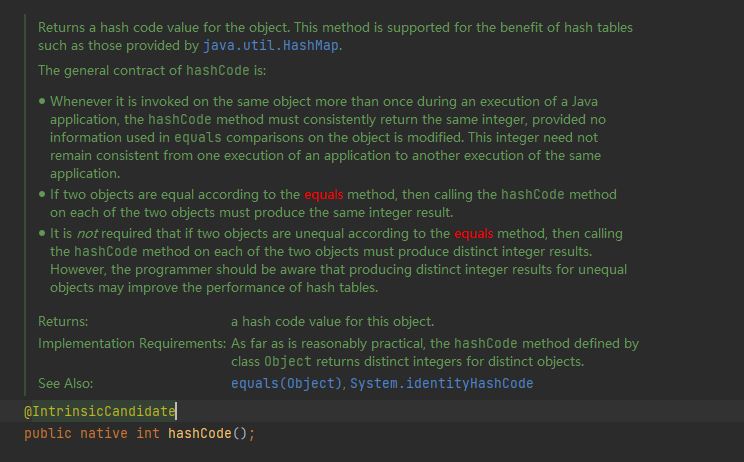 Returns a hash code value for the object. This method is supported for the benefit of hash tables
such as those provided by java.util.HashMap.
The general contract of hashCode is:
• Whenever it is invoked on the same object more than once during an execution of a Java
application, the hashCode method must consistently return the same integer, provided no
information used in equals comparisons on the object is modified. This integer need not
remain consistent from one execution of an application to another execution of the same
application.
• If two objects are equal according to the equals method, then calling the hashCode method
on each of the two objects must produce the same integer result.
• It is not required that if two objects are unequal according to the equals method, then calling
the hashCode method on each of the two objects must produce distinct integer results.
However, the programmer should be aware that producing distinct integer results for unequal
objects may improve the performance of hash tables.
Returns: a hash code value for this object.
Implementation Requirements: As far as is reasonably practical, the hashCode method defined by
class Object returns distinct integers for distinct objects.
See Also: equals(Object), System.identityHashCode
@IntrinsicCandidate
public native int hashCode();